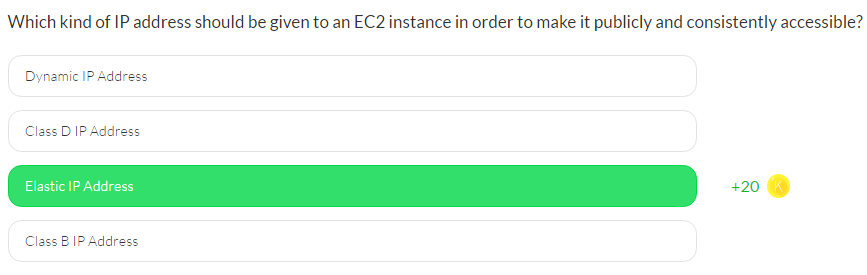 Which kind of IP address should be given to an EC2 instance in order to make it publicly and consistently accessible?
Dynamic IP Address
Class D IP Address
Elastic IP Address
+20 K
Class B IP Address